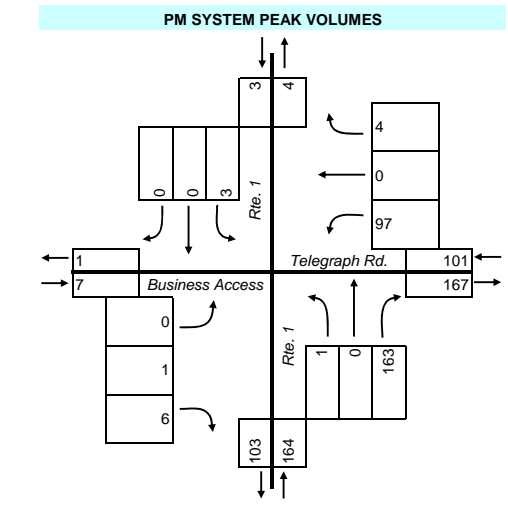 PM SYSTEM PEAK VOLUMES
3 4
4
0 0 3
Rte. 1
0
97
1
Telegraph Rd.
101
7
Business Access
167
0
1
6
Rte. 1
1 0 163
103 164